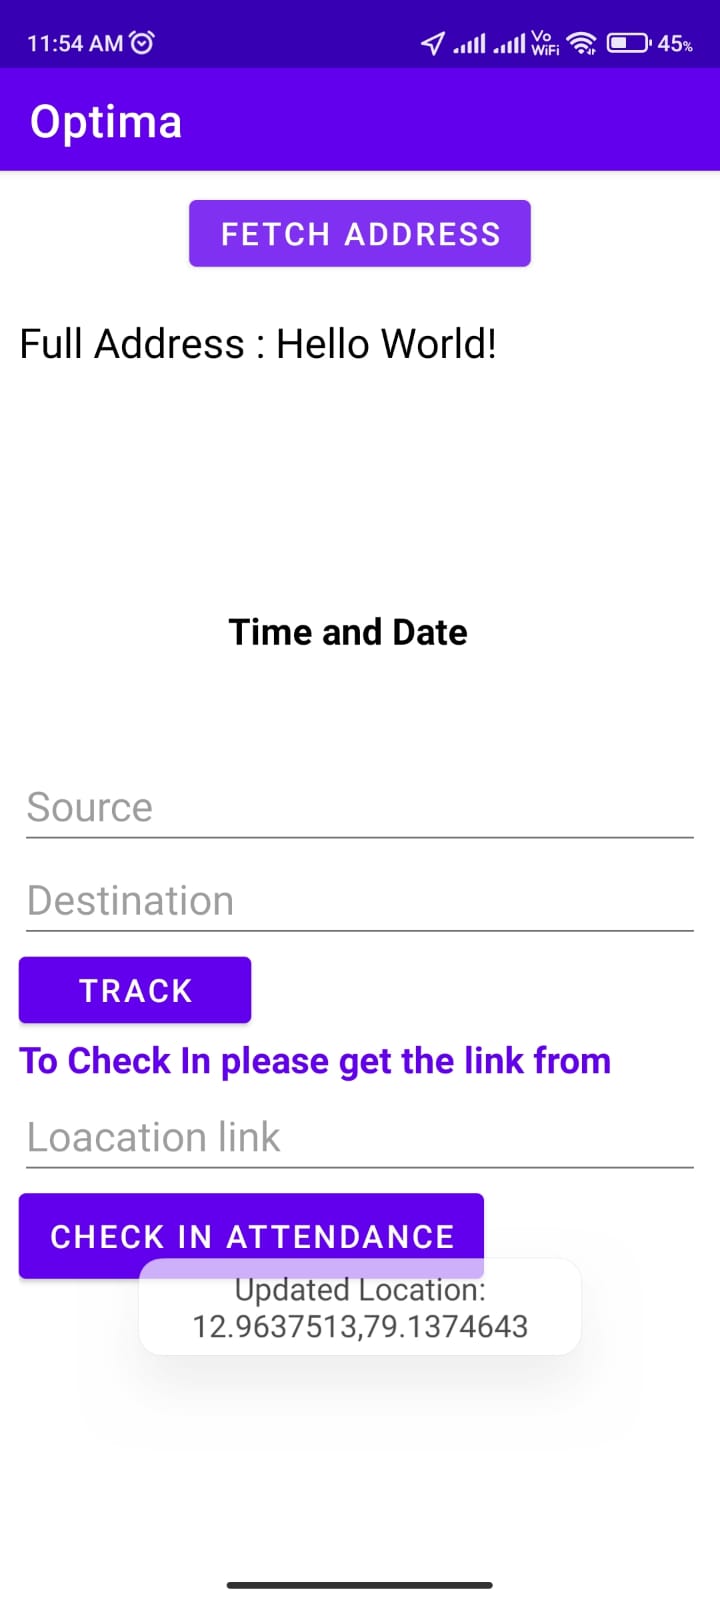 11:54 AM Vo WiFi 45%
Optima
FETCH ADDRESS
Full Address : Hello World!
Time and Date
Source
Destination
TRACK
To Check In please get the link from
Loacation link
CHECK IN ATTENDANCE
Updated Location:
12.9637513,79.1374643